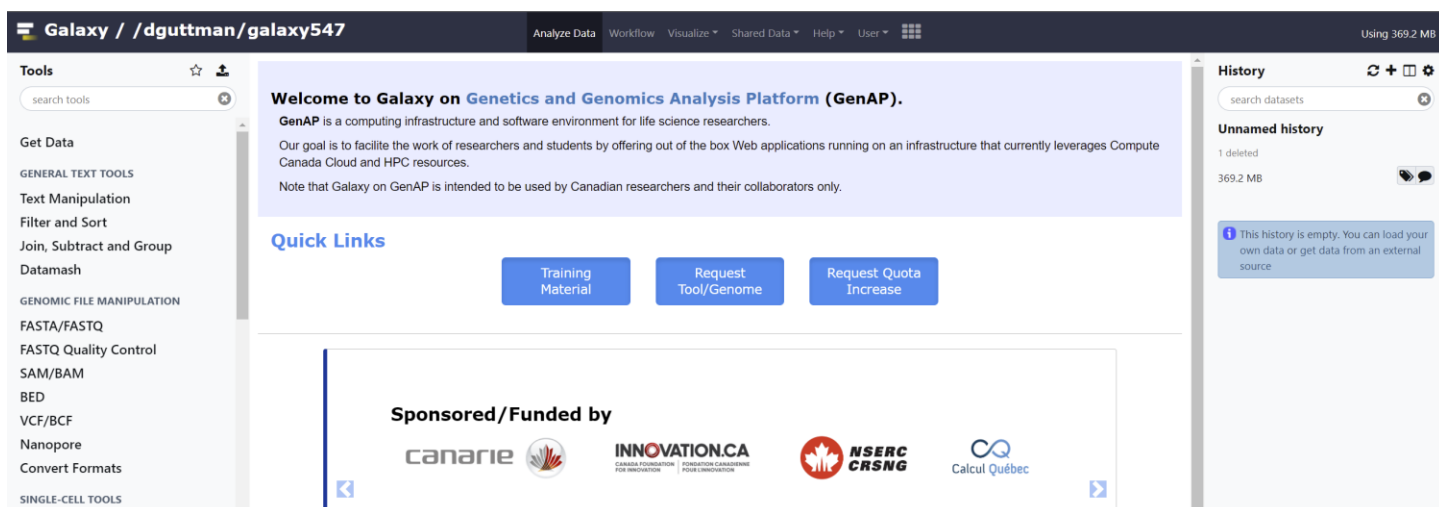 Galaxy / /dguttman/galaxy547
Analyze Data Workflow Visualize Shared Data Help User
Using 369.2 MB
Tools
search tools
Get Data
GENERAL TEXT TOOLS
Text Manipulation
Filter and Sort
Join, Subtract and Group
Datamash
GENOMIC FILE MANIPULATION
FASTA/FASTQ
FASTQ Quality Control
SAM/BAM
BED
VCF/BCF
Nanopore
Convert Formats
SINGLE-CELL TOOLS
Welcome to Galaxy on Genetics and Genomics Analysis Platform (GenAP).
GenAP is a computing infrastructure and software environment for life science researchers.
Our goal is to facilite the work of researchers and students by offering out of the box Web applications running on an infrastructure that currently leverages Compute
Canada Cloud and HPC resources.
Note that Galaxy on GenAP is intended to be used by Canadian researchers and their collaborators only.
Quick Links
Training
Material
Request
Tool/Genome
Request Quota
Increase
Sponsored/Funded by
canarie
INNOVATION.CA
CANADA FOUNDATION
FOR INNOVATION
FONDATION CANADIENNE
POUR L'INNOVATION
NSERC
CRSNG
CQ
Calcul Québec
History
search datasets
Unnamed history
1 deleted
369.2 MB
This history is empty. You can load your
own data or get data from an external
source